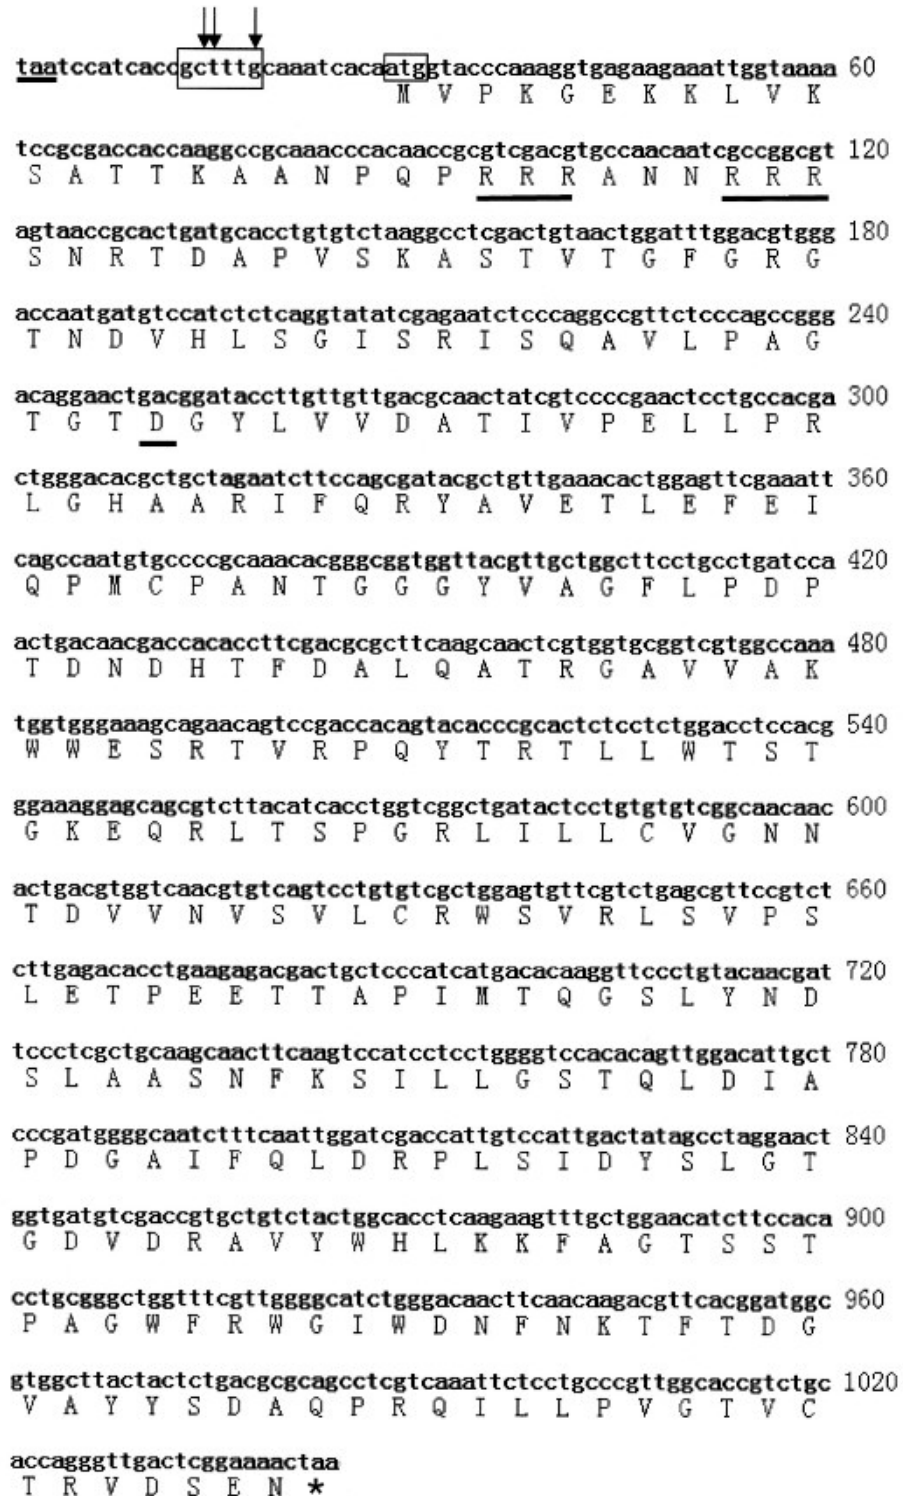 taatccatcaccgctttgcaaatcacaatggtacccaaaggtgagaagaaattggtaaaa 60
M V P K G E K K L V K
tccgcgaccaccaaggccgcaaacccacaaccgcgtcgacgtgccaacaatcgccggcgt 120
S A T T K A A N P Q P R R R A N N R R R
agtaaccgcactgatgcacctgtgtctaaggcctcgactgtaactggatttggacgtggg 180
S N R T D A P V S K A S T V T G F G R G
accaatgatgtccatctctcaggtatatcgagaatctcccaggccgttctcccagccggg 240
T N D V H L S G I S R I S Q A V L P A G
acaggaactgacggataccttgttgttgacgcaactatcgtccccgaactcctgccacga 300
T G T D G Y L V V D A T I V P E L L P R
ctgggacacgctgctagaatcttccagcgatacgctgttgaaacactggagttcgaaatt 360
L G H A A R I F Q R Y A V E T L E F E I
cagccaatgtgccccgcaaacacgggcggtggttacgttgctggcttcctgcctgatcca 420
Q P M C P A N T G G G Y V A G F L P D P
actgacaacgaccacaccttcgacgcgcttcaagcaactcgtggtgcggtcgtggccaaa 480
T D N D H T F D A L Q A T R G A V V A K
tggtgggaaagcagaacagtccgaccacagtacacccgcactctcctctggacctccacg 540
W W E S R T V R P Q Y T R T L L W T S T
ggaaaggagcagcgtcttacatcacctggtcggctgatactcctgtgtgtcggcaacaac 600
G K E Q R L T S P G R L I L L C V G N N
actgacgtggtcaacgtgtcagtcctgtgtcgctggagtgttcgtctgagcgttccgtct 660
T D V V N V S V L C R W S V R L S V P S
cttgagacacctgaagagacgactgctcccatcatgacacaaggttccctgtacaacgat 720
L E T P E E T T A P I M T Q G S L Y N D
tccctcgctgcaagcaacttcaagtccatcctcctggggtccacacagttggacattgct 780
S L A A S N F K S I L L G S T Q L D I A
cccgatggggcaatctttcaattggatcgaccattgtccattgactatagcctaggaact 840
P D G A I F Q L D R P L S I D Y S L G T
ggtgatgtcgaccgtgctgtctactggcacctcaagaagtttgctggaacatcttccaca 900
G D V D R A V Y W H L K K F A G T S S T
cctgcgggctggtttcgttggggcatctgggacaacttcaacaagacgttcacggatggc 960
P A G W F R W G I W D N F N K T F T D G
gtggcttactactctgacgcgcagcctcgtcaaattctcctgcccgttggcaccgtctgc 1020
V A Y Y S D A Q P R Q I L L P V G T V C
accagggttgactcggaaaactaa
T R V D S E N *